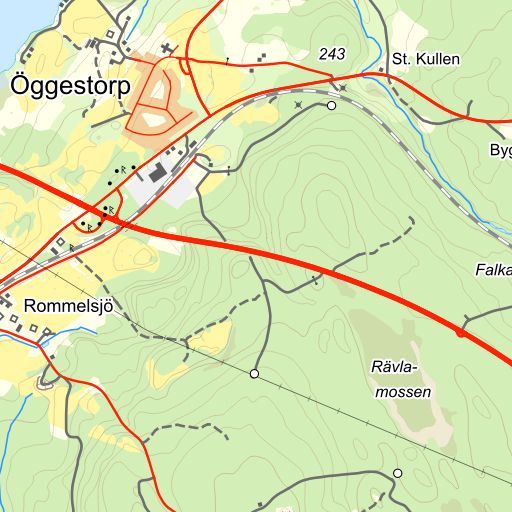 243
St. Kullen
Öggestorp
Byg
Falka
Rommelsjö
Rävla-
mossen